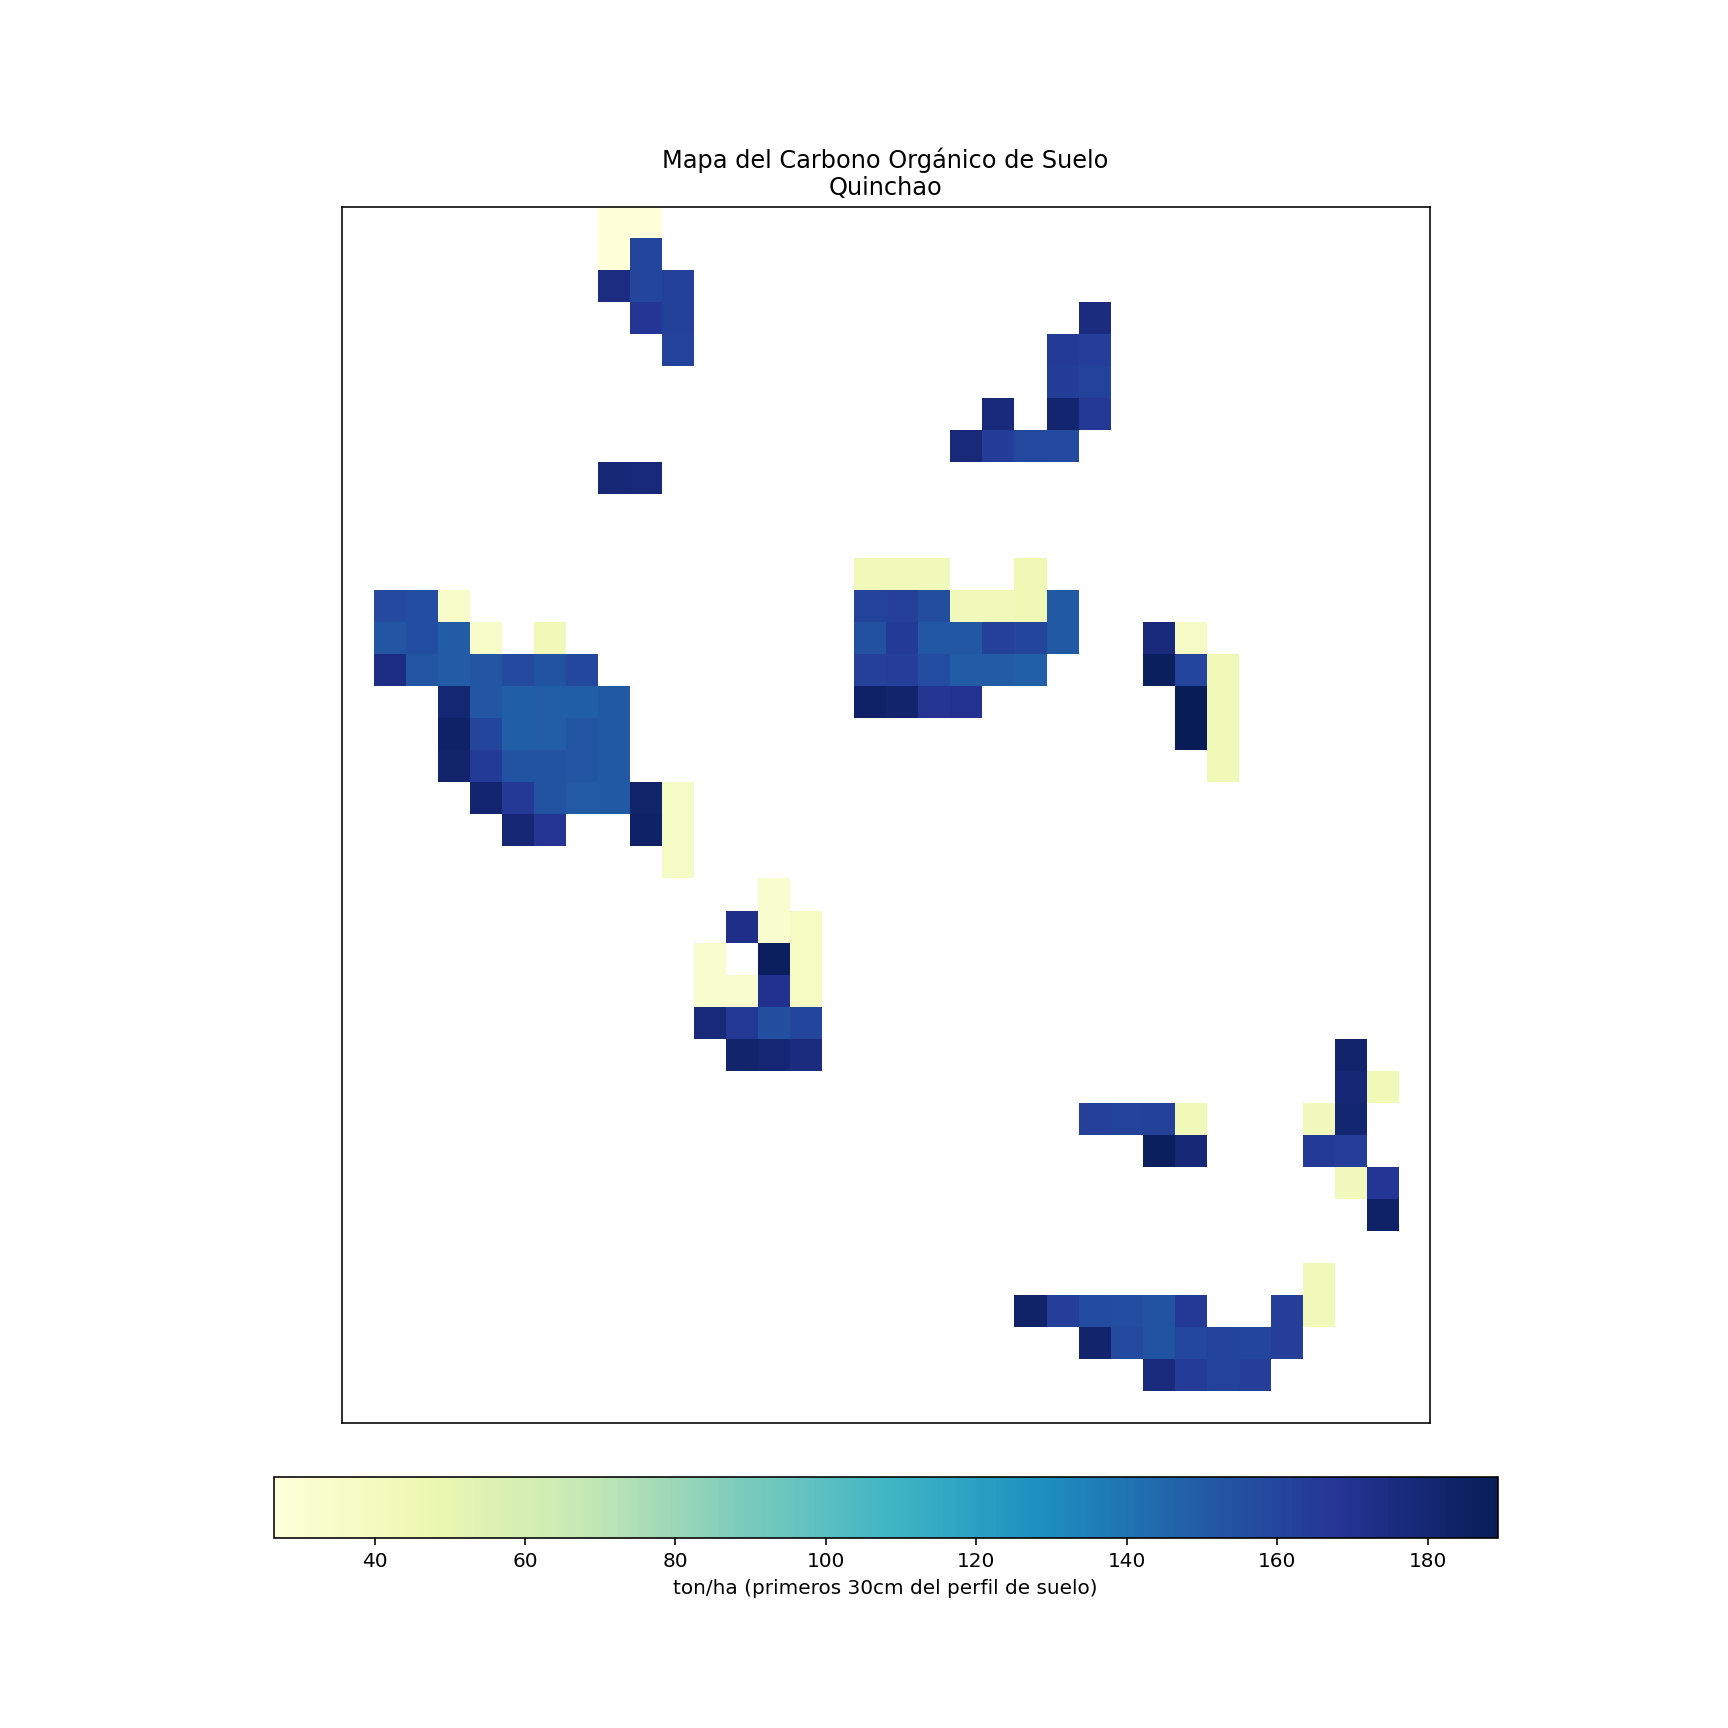 Mapa del Carbono Orgánico de Suelo
Quinchao
40 60 80 100 120 140 160 180
ton/ha (primeros 30cm del perfil de suelo)